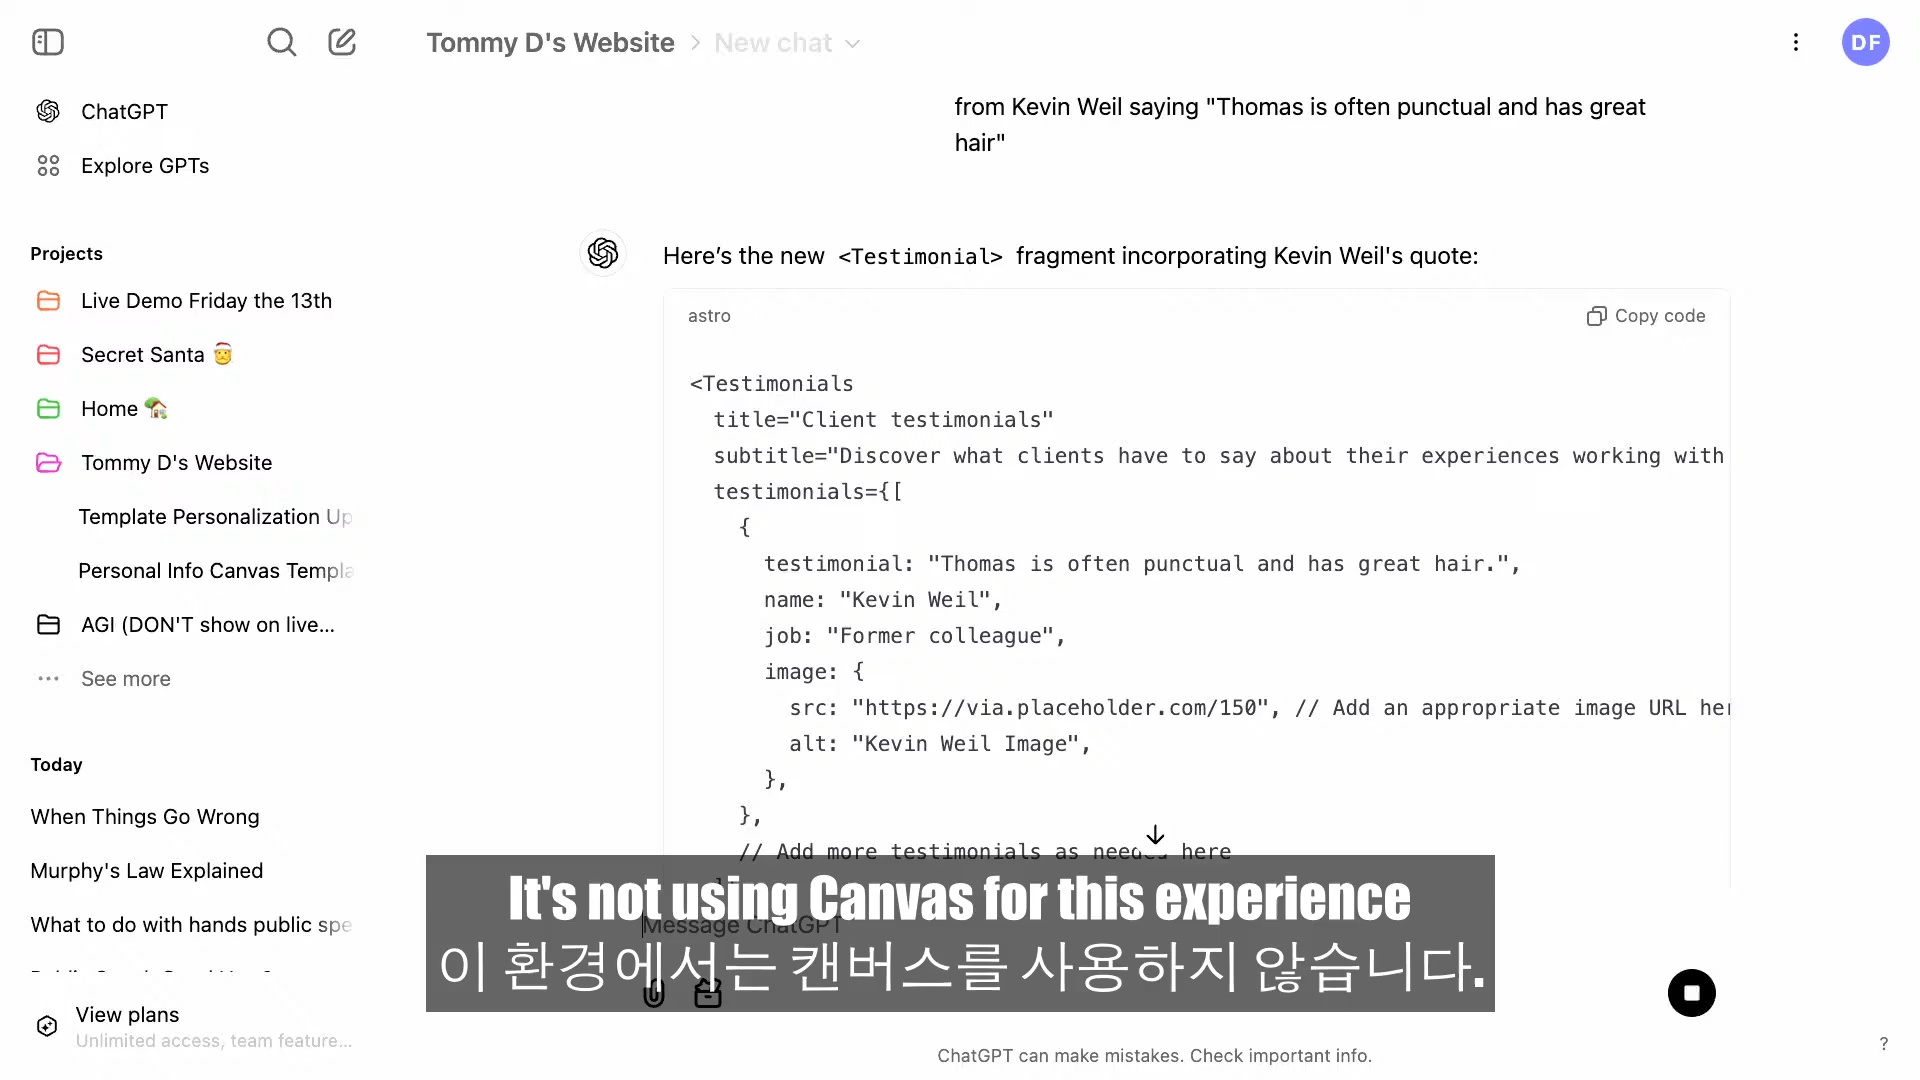 Tommy D's Website > New chat
DF
ChatGPT
Explore GPTs
Projects
Live Demo Friday the 13th
Secret Santa 🎅
Home 🏡
Tommy D's Website
Template Personalization Up
Personal Info Canvas Templa
AGI (DON'T show on live...
See more
Today
When Things Go Wrong
Murphy's Law Explained
What to do with hands public spe
View plans
Unlimited access, team feature...
from Kevin Weil saying "Thomas is often punctual and has great
hair"
Here's the new <Testimonial> fragment incorporating Kevin Weil's quote:
astro
Copy code
<Testimonials
title="Client testimonials"
subtitle="Discover what clients have to say about their experiences working with
testimonials={[
{
testimonial: "Thomas is often punctual and has great hair.",
name: "Kevin Weil",
job: "Former colleague",
image: {
src: "https://via.placeholder.com/150", // Add an appropriate image URL her
alt: "Kevin Weil Image",
},
},
// Add more testimonials as needed here
It's not using Canvas for this experience
Message ChatGPT
이 환경에서는 캔버스를 사용하지 않습니다.
ChatGPT can make mistakes. Check important info.
?